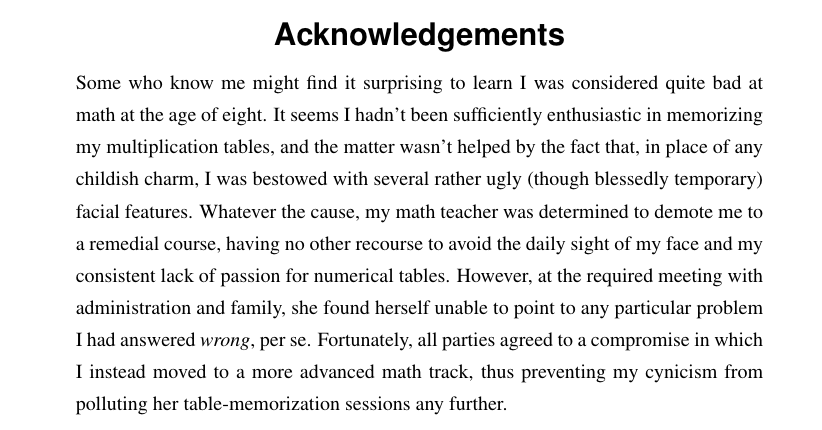 Acknowledgements
Some who know me might find it surprising to learn I was considered quite bad at
math at the age of eight. It seems I hadn't been sufficiently enthusiastic in memorizing
my multiplication tables, and the matter wasn't helped by the fact that, in place of any
childish charm, I was bestowed with several rather ugly (though blessedly temporary)
facial features. Whatever the cause, my math teacher was determined to demote me to
a remedial course, having no other recourse to avoid the daily sight of my face and my
consistent lack of passion for numerical tables. However, at the required meeting with
administration and family, she found herself unable to point to any particular problem
I had answered wrong, per se. Fortunately, all parties agreed to a compromise in which
I instead moved to a more advanced math track, thus preventing my cynicism from
polluting her table-memorization sessions any further.